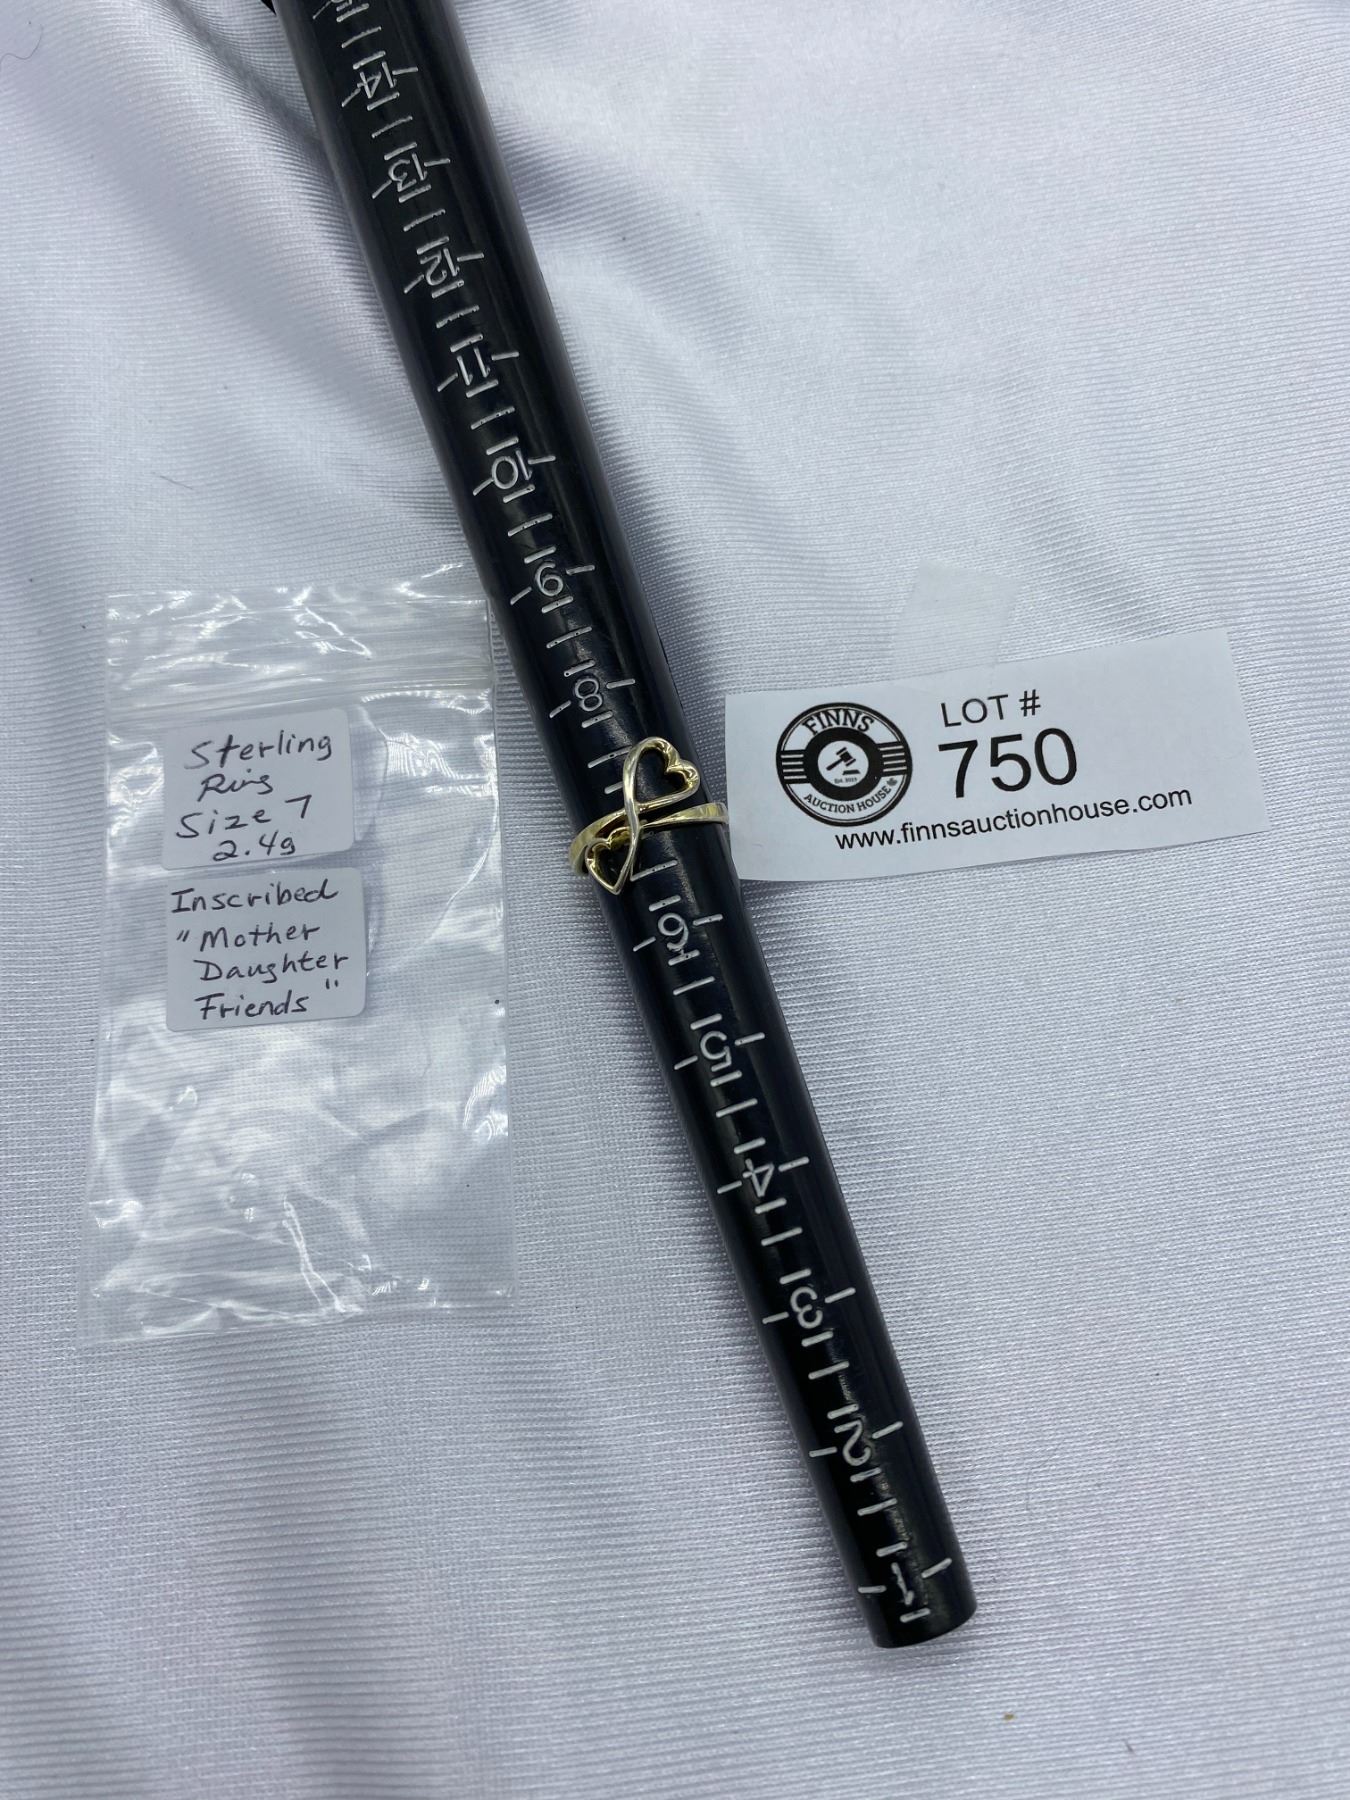 14
13
12
11
10
9
8
6
5
4
3
2
1
Sterling
Ring
Size 7
2.4g
Inscribed
"Mother
Daughter
Friends"
FINNS
AUCTION HOUSE
LOT #
750
www.finnsauctionhouse.com